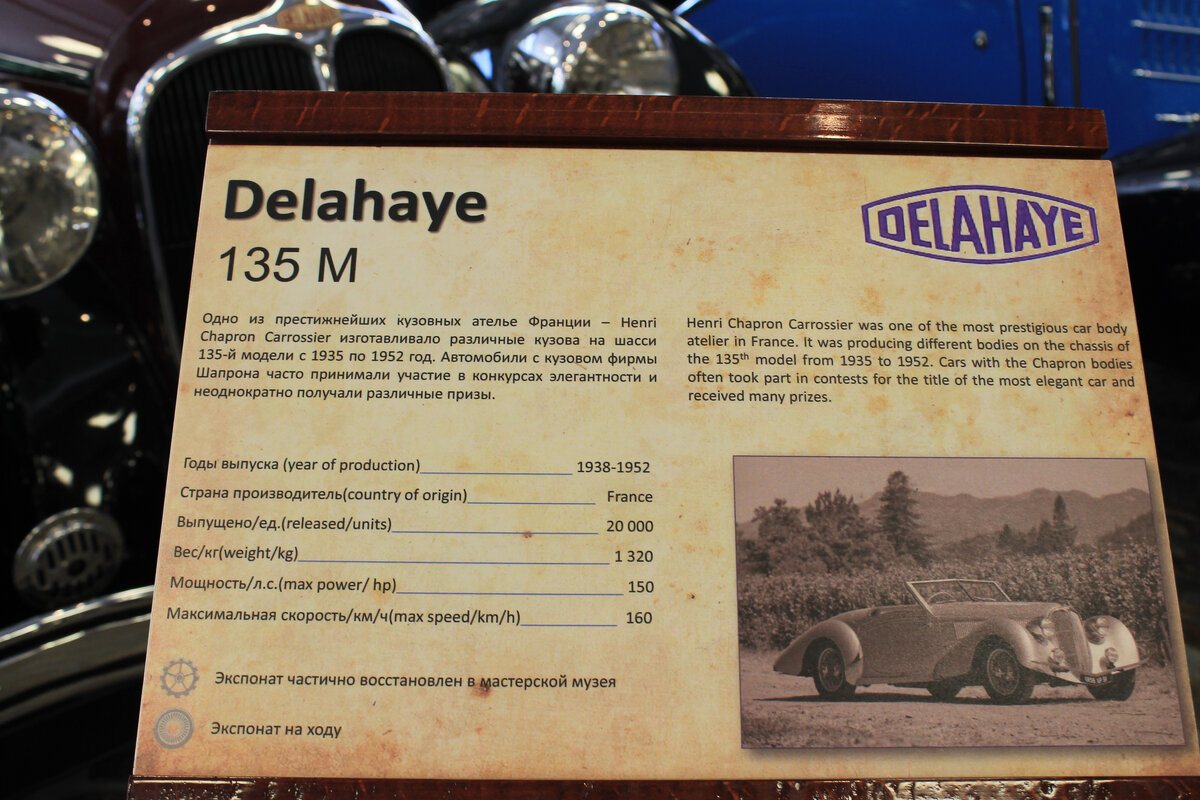 Delahaye
135 M
DELAHAYE
Одно из престижнейших кузовных ателье Франции – Henri
Chapron Carrossier изготавливало различные кузова на шасси
135-й модели с 1935 по 1952 год. Автомобили с кузовом фирмы
Шапрона часто принимали участие в конкурсах элегантности и
неоднократно получали различные призы.
Henri Chapron Carrossier was one of the most prestigious car body
atelier in France. It was producing different bodies on the chassis of
the 135th model from 1935 to 1952. Cars with the Chapron bodies
often took part in contests for the title of the most elegant car and
received many prizes.
Годы выпуска (year of production) 1938-1952
Страна производитель(country of origin) France
Выпущено/ед.(released/units) 20 000
Вес/кг(weight/kg) 1 320
Мощность/л.с.(max power/ hp) 150
Максимальная скорость/км/ч(max speed/km/h) 160
Экспонат частично восстановлен в мастерской музея
Экспонат на ходу